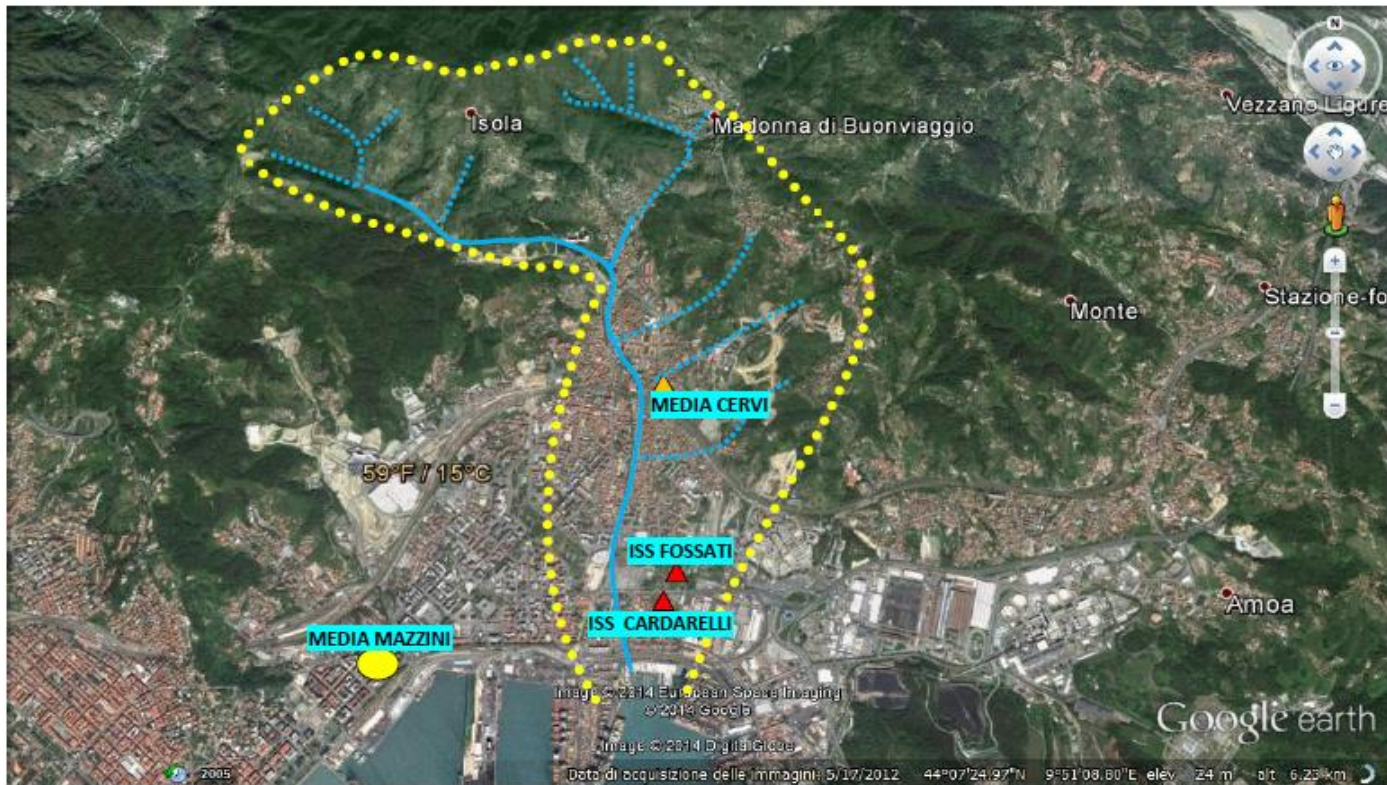 N
Isola
Madonna di Buonviaggio
Vezzano Ligure
Monte
Stazione-fo
MEDIA CERVI
59°F / 15°C
ISS FOSSATI
ISS CARDARELLI
Amoa
MEDIA MAZZINI
Image © 2014 European Space Imaging
© 2014 Google
Image © 2014 DigitalGlobe
Google earth
2005
Data di acquisizione delle immagini: 5/17/2012 44°07'24.97"N 9°51'08.80"E elev 24 m alt 6.23 km